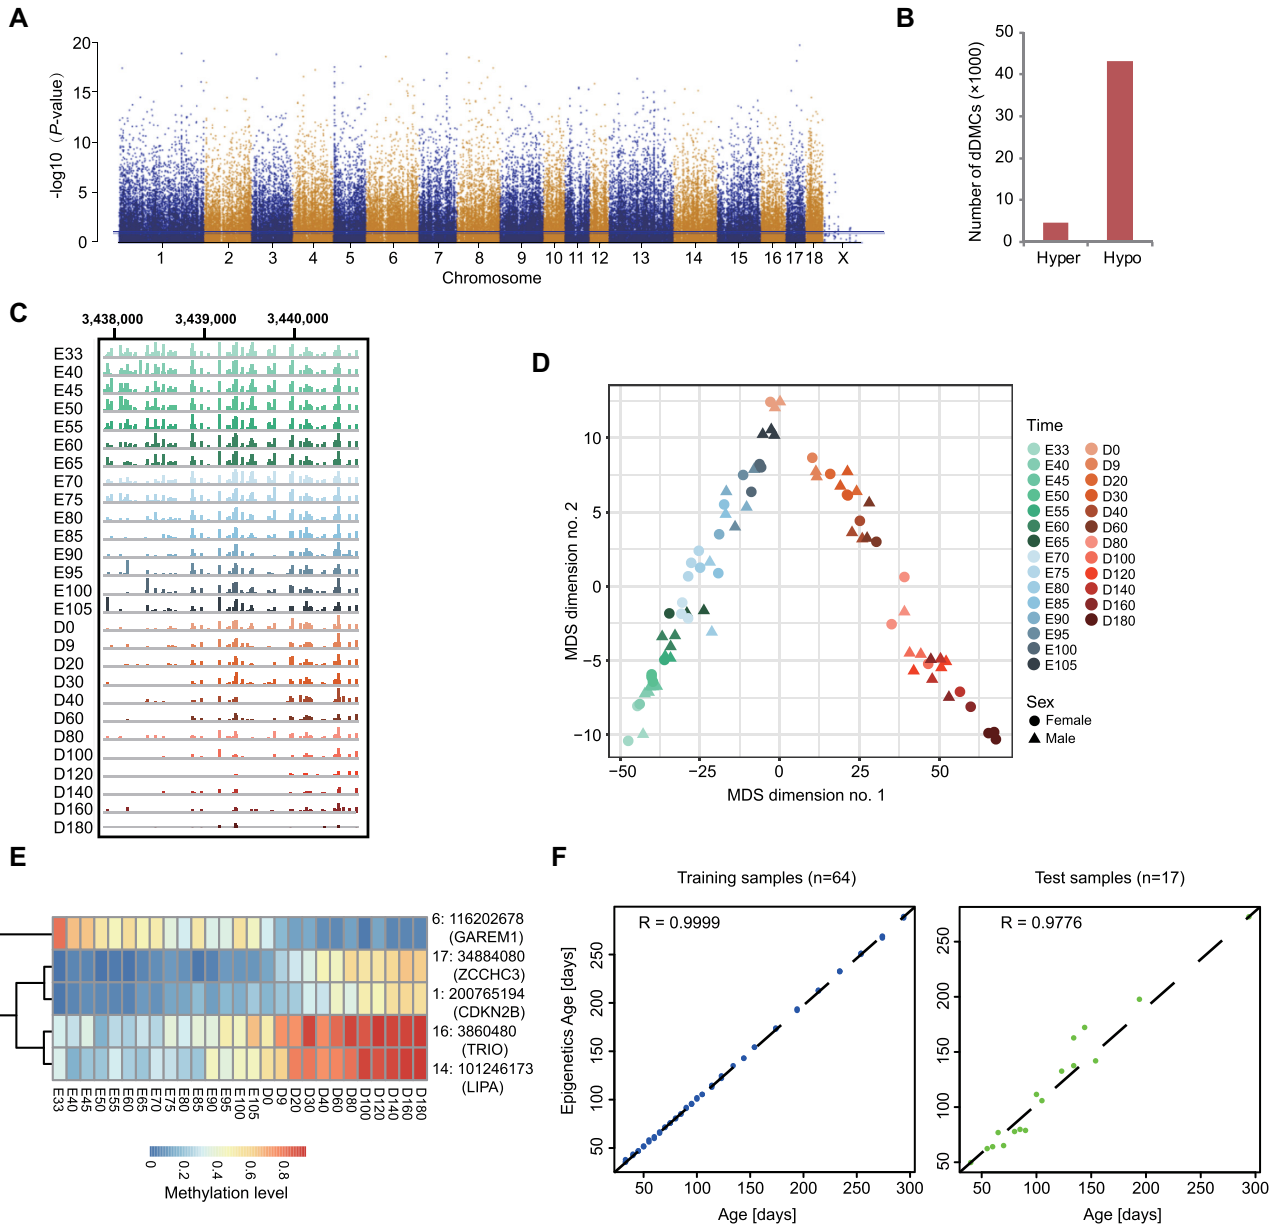 A
-log10 (P-value)
20
15
10
5
0
1 2 3 4 5 6 7 8 9 10 11 12 13 14 15 16 17 18 X
Chromosome
B
Number of dDMCs (×1000)
50
40
30
20
10
0
Hyper Hypo
C
3,438,000 3,439,000 3,440,000
E33
E40
E45
E50
E55
E60
E65
E70
E75
E80
E85
E90
E95
E100
E105
D0
D9
D20
D30
D40
D60
D80
D100
D120
D140
D160
D180
D
MDS dimension no. 2
10
5
0
−5
−10
−50 −25 0 25 50
MDS dimension no. 1
Time
E33 D0
E40 D9
E45 D20
E50 D30
E55 D40
E60 D60
E65 D80
E70 D100
E75 D120
E80 D140
E85 D160
E90 D180
E95
E100
E105
Sex
Female
Male
E
6: 116202678
(GAREM1)
17: 34884080
(ZCCHC3)
1: 200765194
(CDKN2B)
16: 3860480
(TRIO)
14: 101246173
(LIPA)
E33 E40 E45 E50 E55 E60 E65 E70 E75 E80 E85 E90 E95 E100 E105 D0 D9 D20 D30 D40 D60 D80 D100 D120 D140 D160 D180
0 0.2 0.4 0.6 0.8
Methylation level
F
Training samples (n=64)
R = 0.9999
Epigenetics Age [days]
250
200
150
100
50
50 100 150 200 250 300
Age [days]
Test samples (n=17)
R = 0.9776
250
200
150
100
50
50 100 150 200 250 300
Age [days]